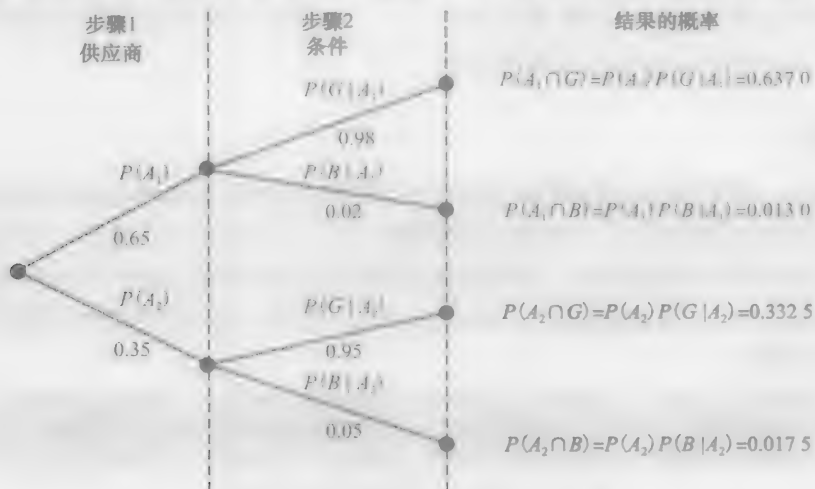 步骤1
供应商
步骤2
条件
结果的概率
P(G|A₁)
P(A₁∩G)=P(A₁)P(G|A₁)=0.637 0
0.98
P(A₁)
P(B|A₁)
0.02
P(A₁∩B)=P(A₁)P(B|A₁)=0.013 0
0.65
P(A₂)
P(G|A₂)
P(A₂∩G)=P(A₂)P(G|A₂)=0.332 5
0.35
0.95
P(B|A₂)
0.05
P(A₂∩B)=P(A₂)P(B|A₂)=0.017 5